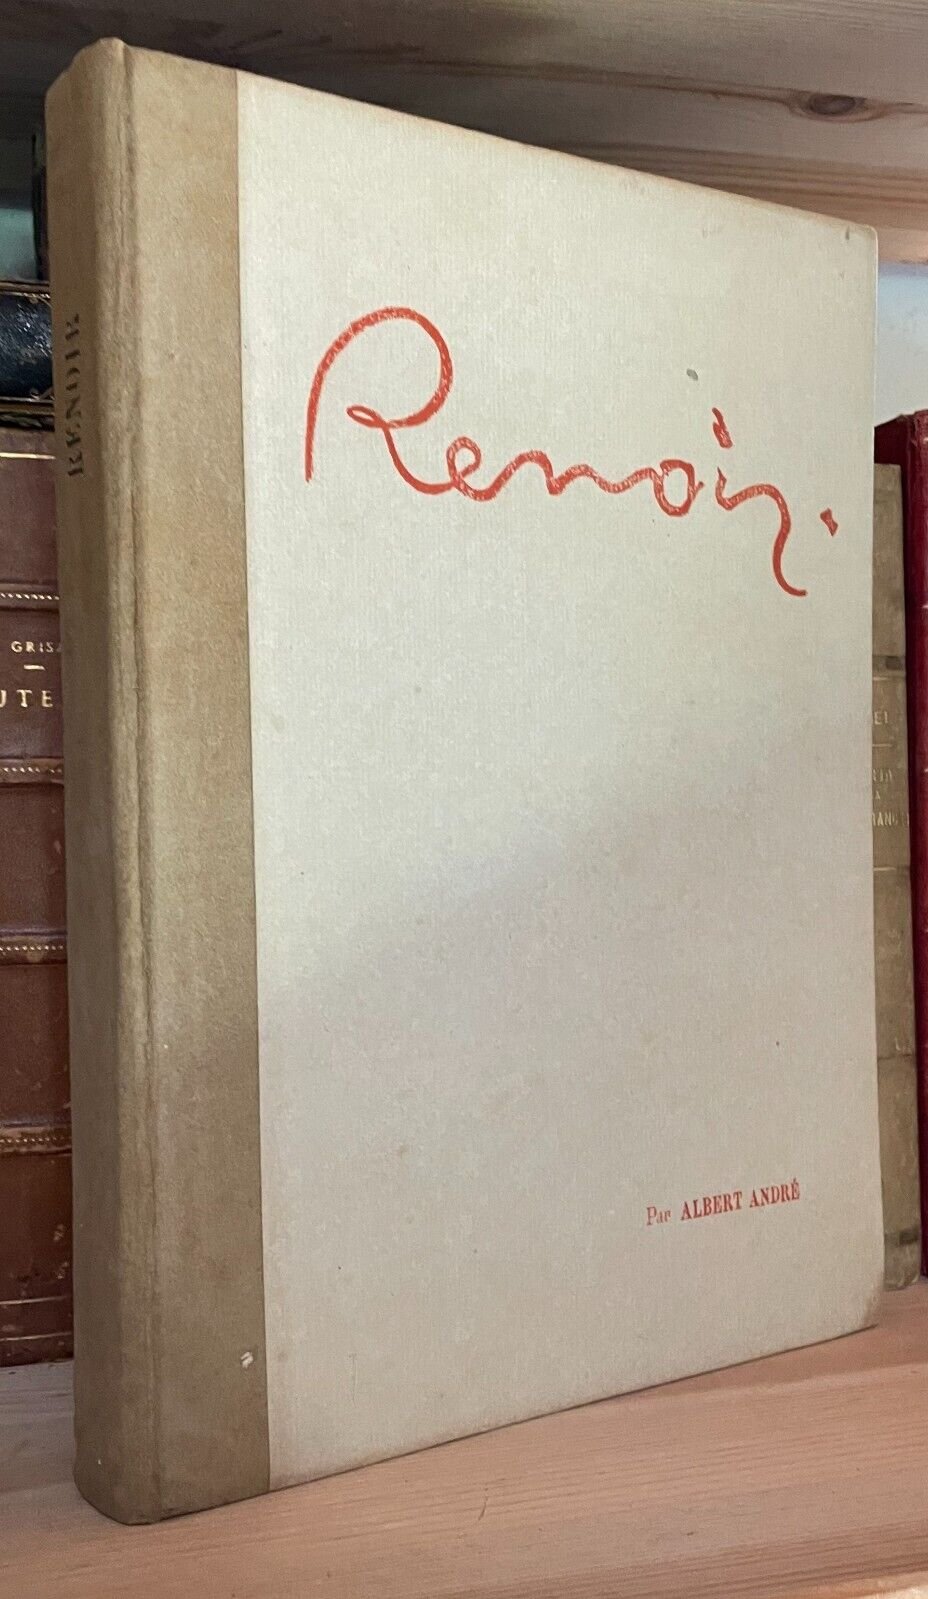 RENOIR
Renoir.
Par ALBERT ANDRÉ
GRISA
UTE